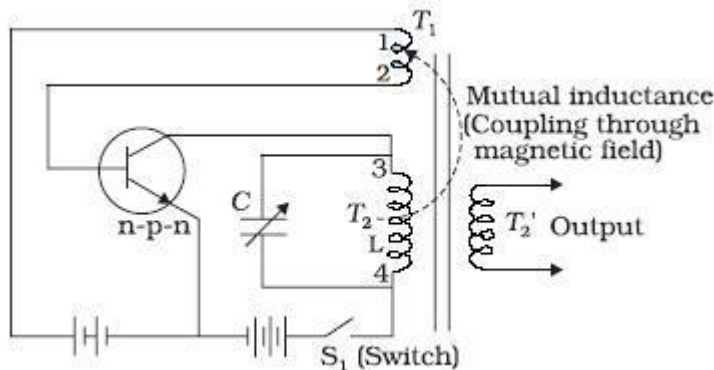 T₁
1
2
Mutual inductance
(Coupling through
magnetic field)
3
C
T₂
n-p-n
L
T₂'
Output
4
S₁ (Switch)